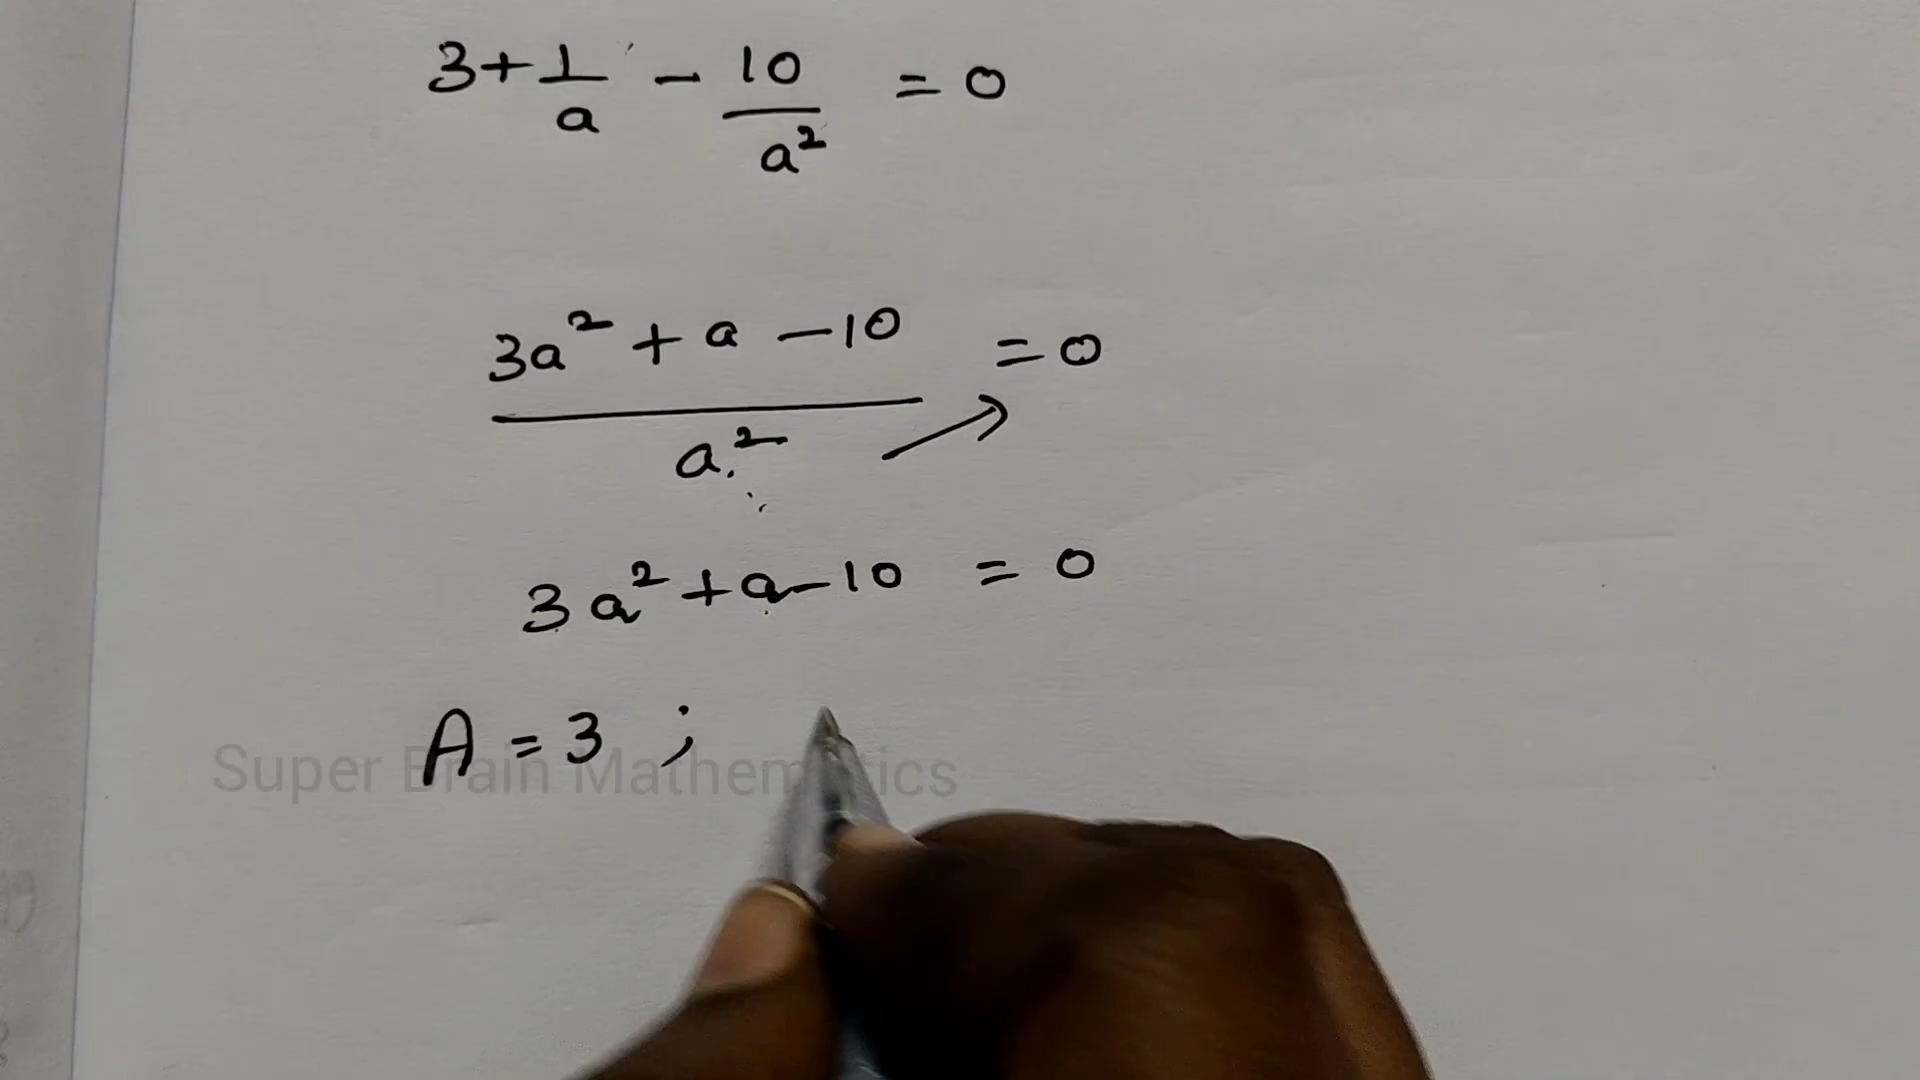 3 + 1/a - 10/a² = 0
(3a² + a - 10)/a² = 0
3a² + a - 10 = 0
A = 3 ;
Super Brain Mathematics